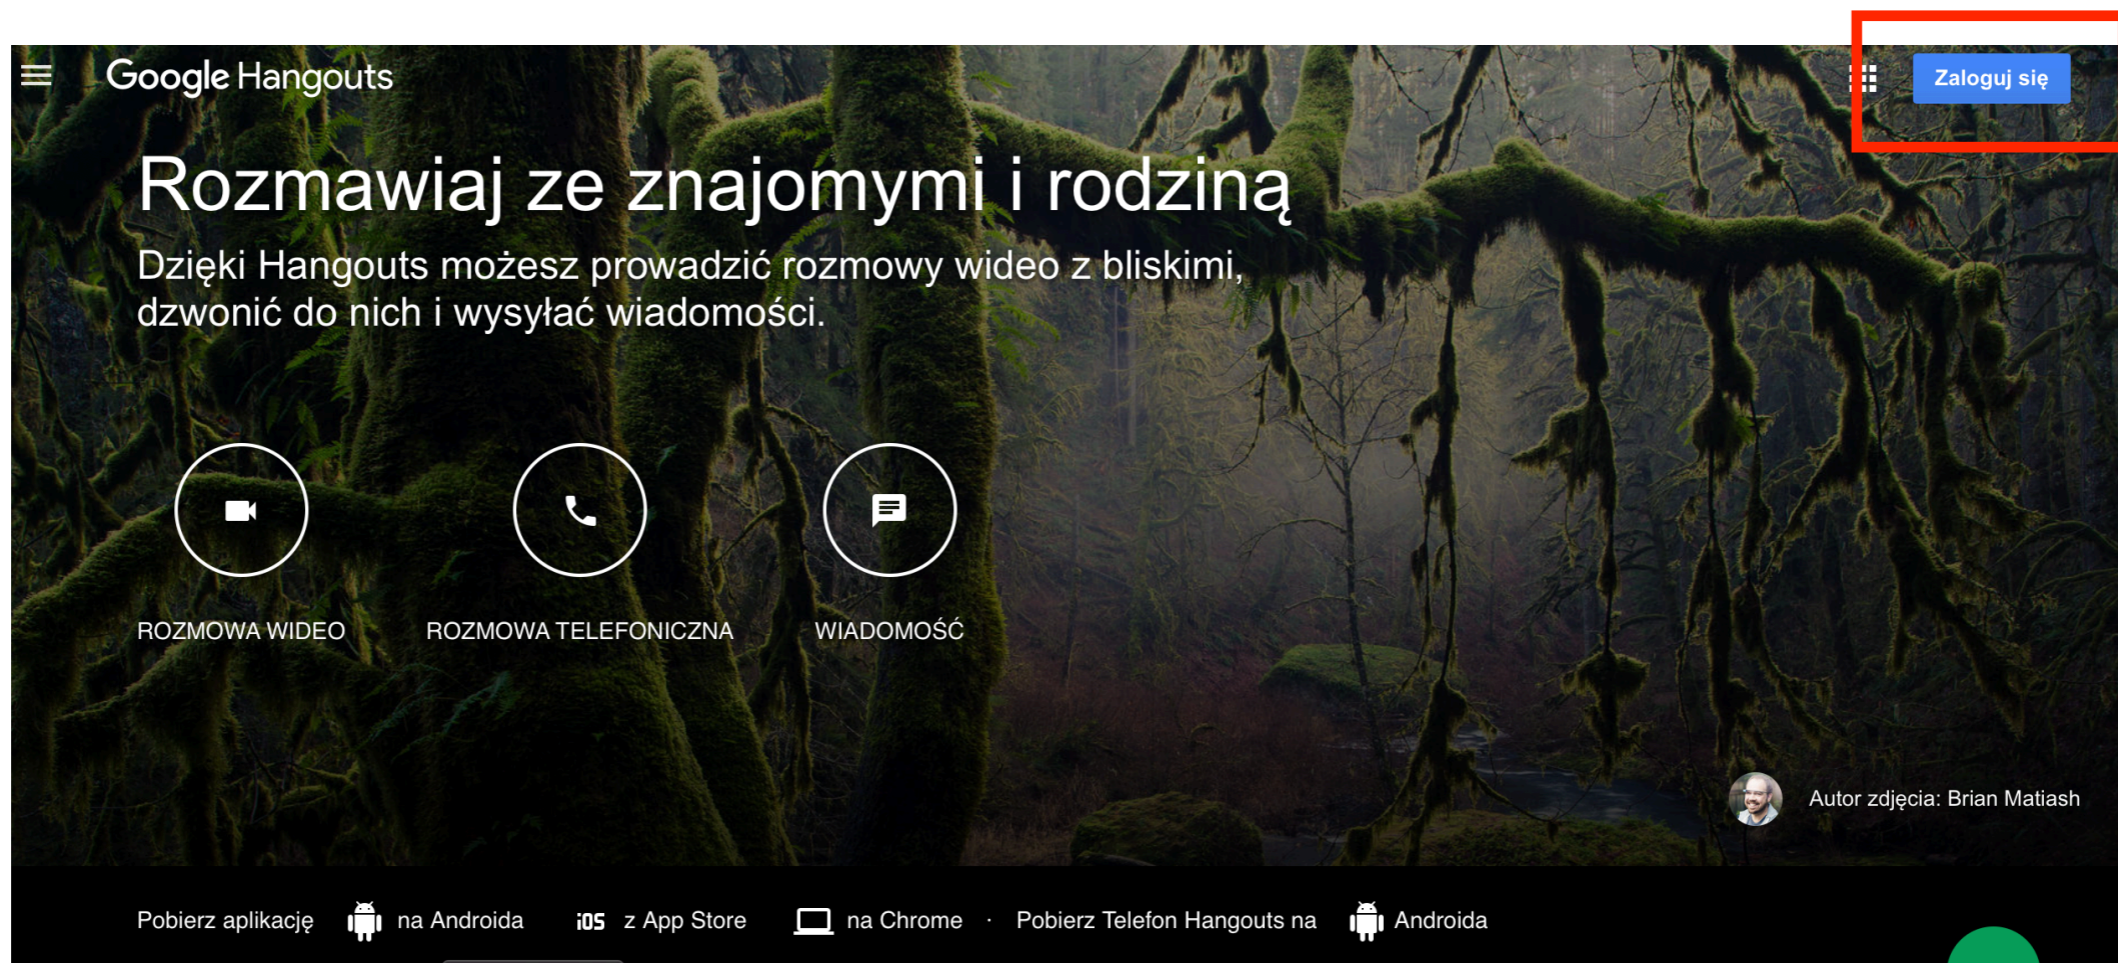 Google Hangouts
Zaloguj się
Rozmawiaj ze znajomymi i rodziną
Dzięki Hangouts możesz prowadzić rozmowy wideo z bliskimi,
dzwonić do nich i wysyłać wiadomości.
ROZMOWA WIDEO
ROZMOWA TELEFONICZNA
WIADOMOŚĆ
Autor zdjęcia: Brian Matiash
Pobierz aplikację na Androida iOS z App Store na Chrome · Pobierz Telefon Hangouts na Androida